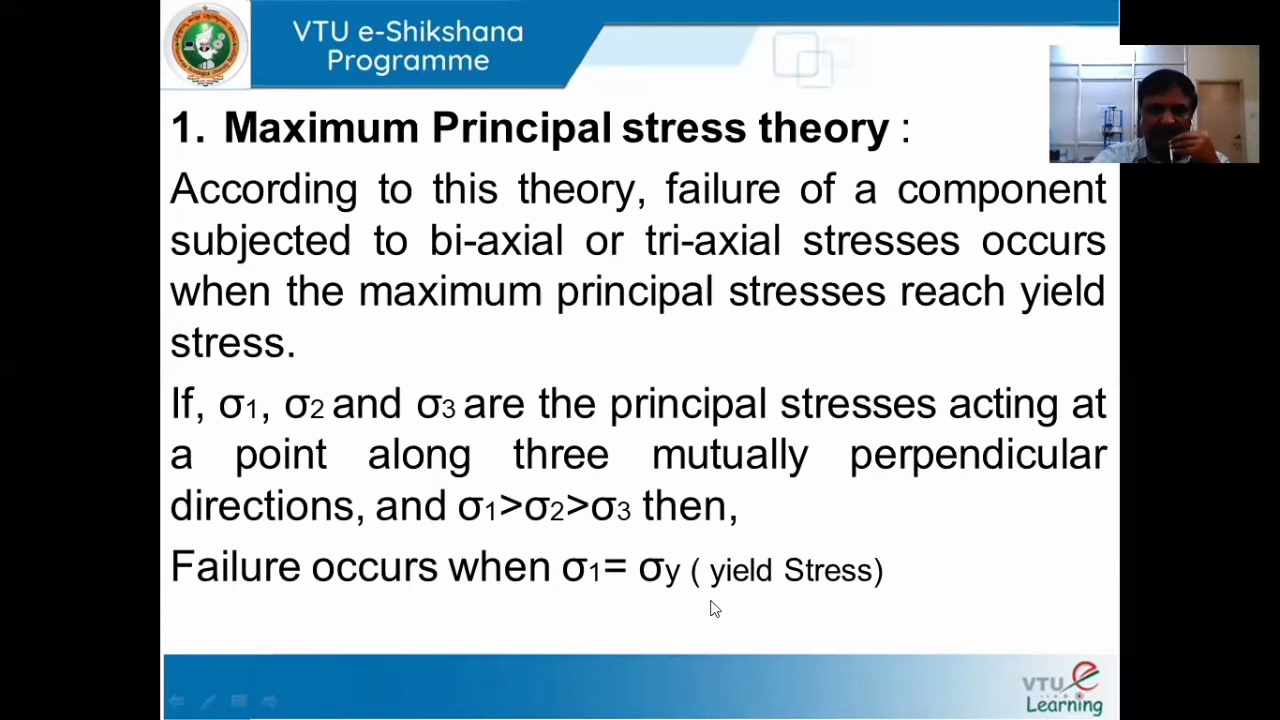 VTU e-Shikshana
Programme
1. Maximum Principal stress theory :
According to this theory, failure of a component
subjected to bi-axial or tri-axial stresses occurs
when the maximum principal stresses reach yield
stress.
If, σ1, σ2 and σ3 are the principal stresses acting at
a point along three mutually perpendicular
directions, and σ1>σ2>σ3 then,
Failure occurs when σ1= σy ( yield Stress)
VTU e
Learning